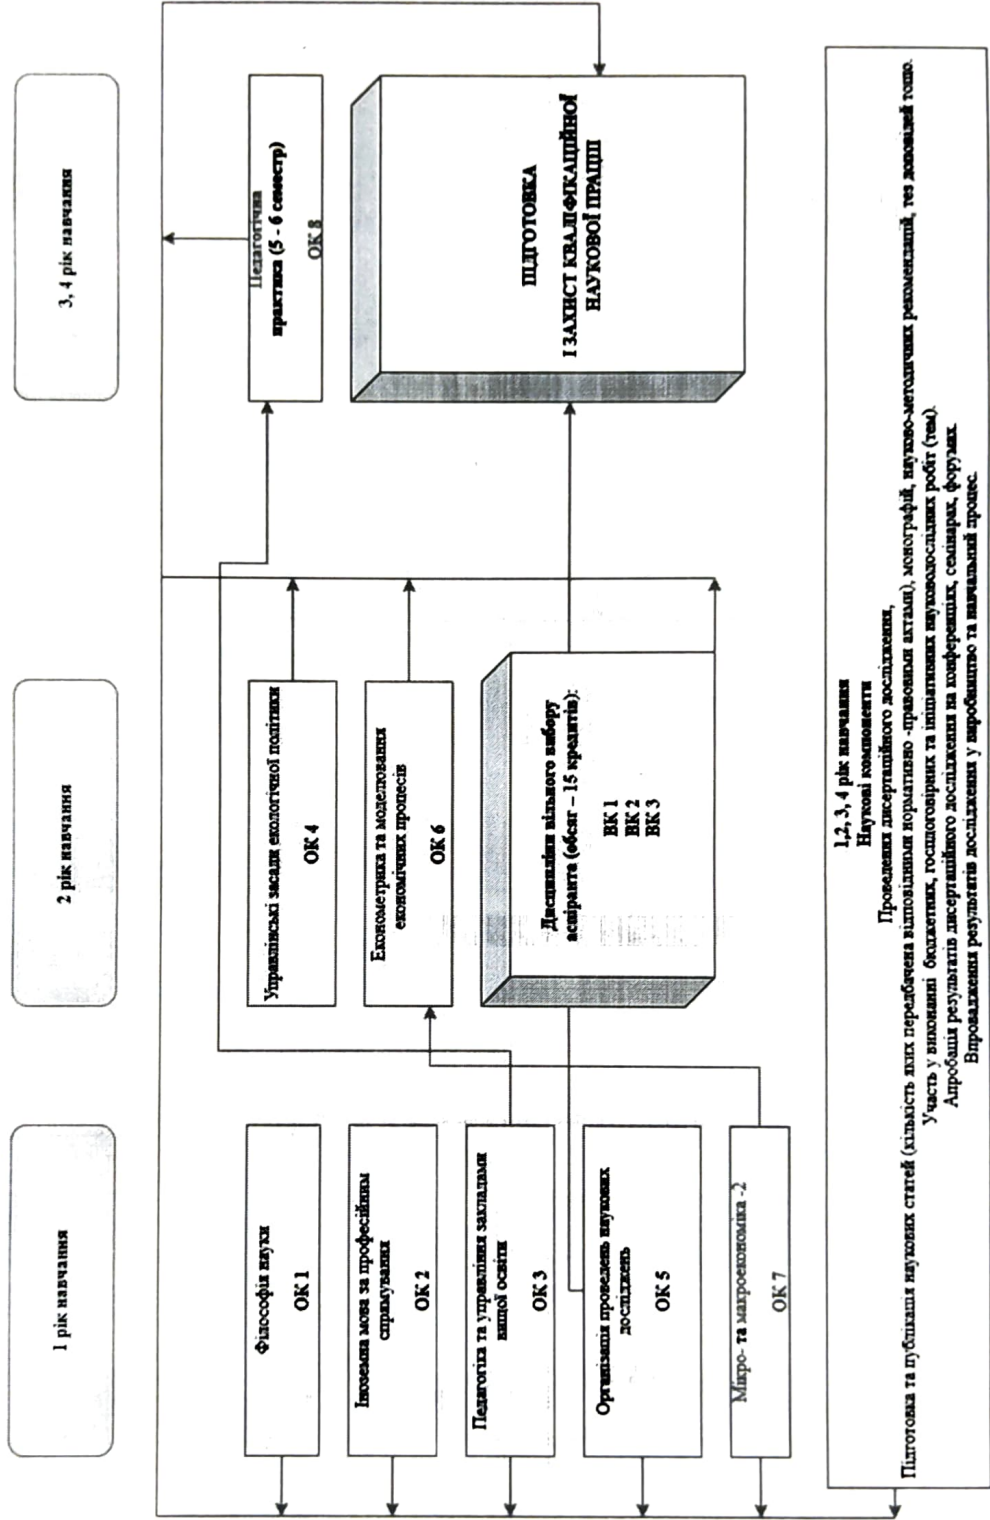 1 рік навчання
2 рік навчання
3, 4 рік навчання
Філософія науки
ОК 1
Іноземна мова за професійним
спрямування
ОК 2
Педагогіка та управління закладами
вищої освіти
ОК 3
Організація проведень наукових
досліджень
ОК 5
Мікро- та макроекономіка -2
ОК 7
Управлінські засади екологічної політики
ОК 4
Економетрика та моделювання
економічних процесів
ОК 6
Дисципліни вільного вибору
аспіранта (обсяг – 15 кредитів):
ВК 1
ВК 2
ВК 3
Педагогічна
практика (5 - 6 семестр)
ОК 8
ПІДГОТОВКА
І ЗАХИСТ КВАЛІФІКАЦІЙНОЇ
НАУКОВОЇ ПРАЦІ
1,2, 3, 4 рік навчання
Наукові компоненти
Проведення дисертаційного дослідження,
Підготовка та публікація наукових статей (кількість яких передбачена відповідними нормативно -правовими актами), монографій, науково-методичних рекомендацій, тез доповідей тощо.
Участь у виконанні бюджетних, госпдоговірних та ініціативних науководослідних робіт (тем).
Апробація результатів дисертаційного дослідження на конференціях, семінарах, форумах.
Впровадження результатів дослідження у виробництво та навчальний процес.